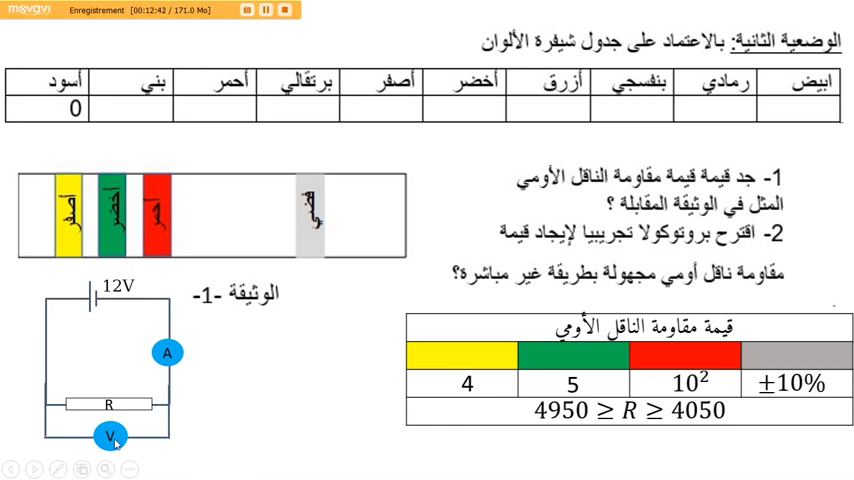 movavi Enregistrement [00:12:42 / 171.0 Mo]
الوضعية الثانية: بالاعتماد على جدول شيفرة الألوان
ابيض رمادي بنفسجي أزرق أخضر أصفر برتقالي أحمر بني أسود
0
أصفر أخضر أحمر فضي
1- جد قيمة قيمة مقاومة الناقل الأومي
المثل في الوثيقة المقابلة ؟
2- اقترح بروتوكولا تجريبيا لإيجاد قيمة
مقاومة ناقل أومي مجهولة بطريقة غير مباشرة؟
الوثيقة -1-
12V
A
R
V
قيمة مقاومة الناقل الأومي
4 5 10² ±10%
4950 ≥ R ≥ 4050